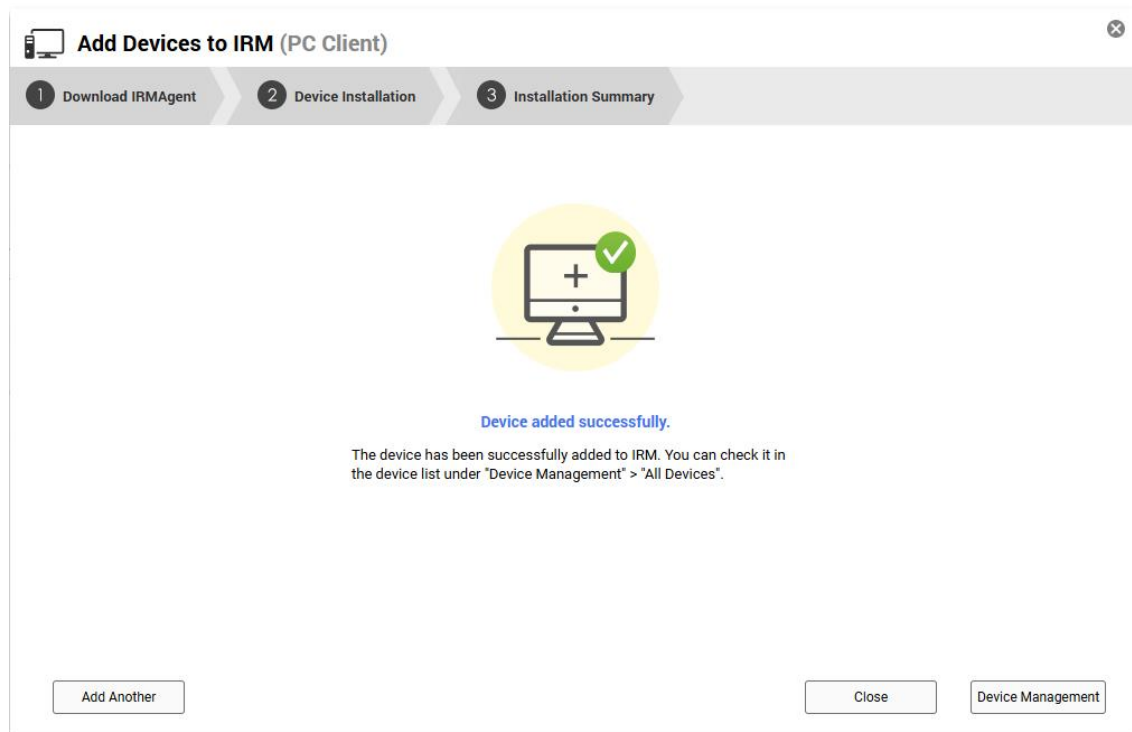 Add Devices to IRM (PC Client)
1 Download IRMAgent 2 Device Installation 3 Installation Summary
Device added successfully.
The device has been successfully added to IRM. You can check it in
the device list under "Device Management" > "All Devices".
Add Another Close Device Management